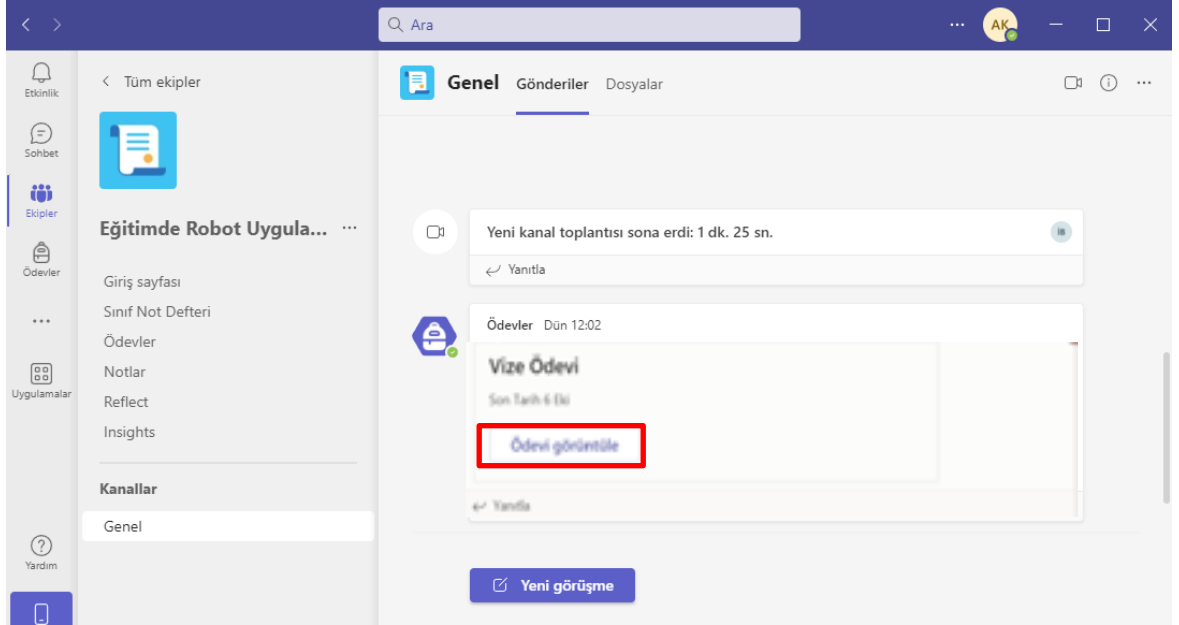 Ara
AK
Etkinlik
Sohbet
Ekipler
Ödevler
Uygulamalar
Yardım
Tüm ekipler
Eğitimde Robot Uygula...
Giriş sayfası
Sınıf Not Defteri
Ödevler
Notlar
Reflect
Insights
Kanallar
Genel
Genel Gönderiler Dosyalar
Yeni kanal toplantısı sona erdi: 1 dk. 25 sn.
Yanıtla
Ödevler Dün 12:02
Vize Ödevi
Son Tarih 6 Eki
Ödevi görüntüle
Yanıtla
Yeni görüşme